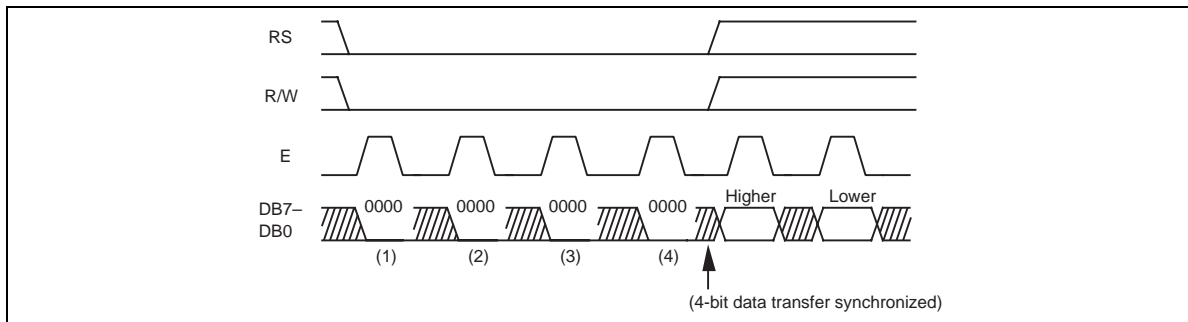 RS
R/W
E
Higher Lower
DB7–
DB0
0000 0000 0000 0000
(1) (2) (3) (4)
(4-bit data transfer synchronized)